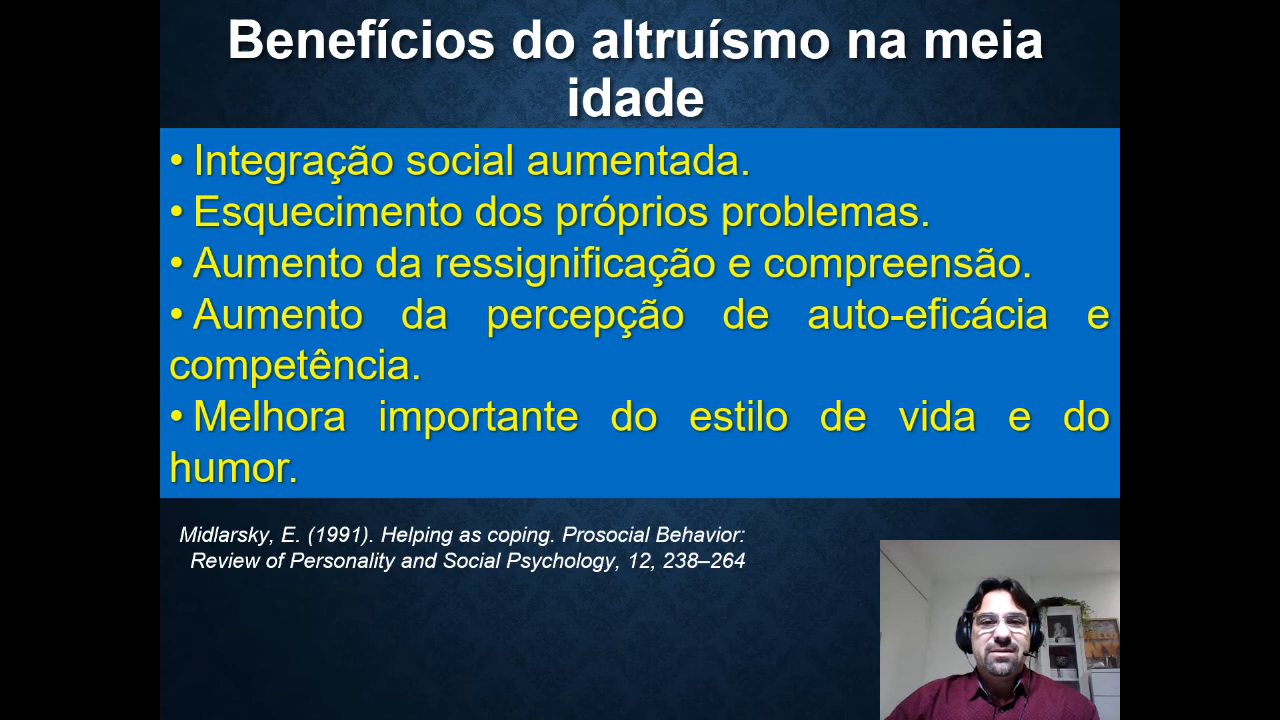 Benefícios do altruísmo na meia
idade
• Integração social aumentada.
• Esquecimento dos próprios problemas.
• Aumento da ressignificação e compreensão.
• Aumento da percepção de auto-eficácia e
competência.
• Melhora importante do estilo de vida e do
humor.
Midlarsky, E. (1991). Helping as coping. Prosocial Behavior:
Review of Personality and Social Psychology, 12, 238–264